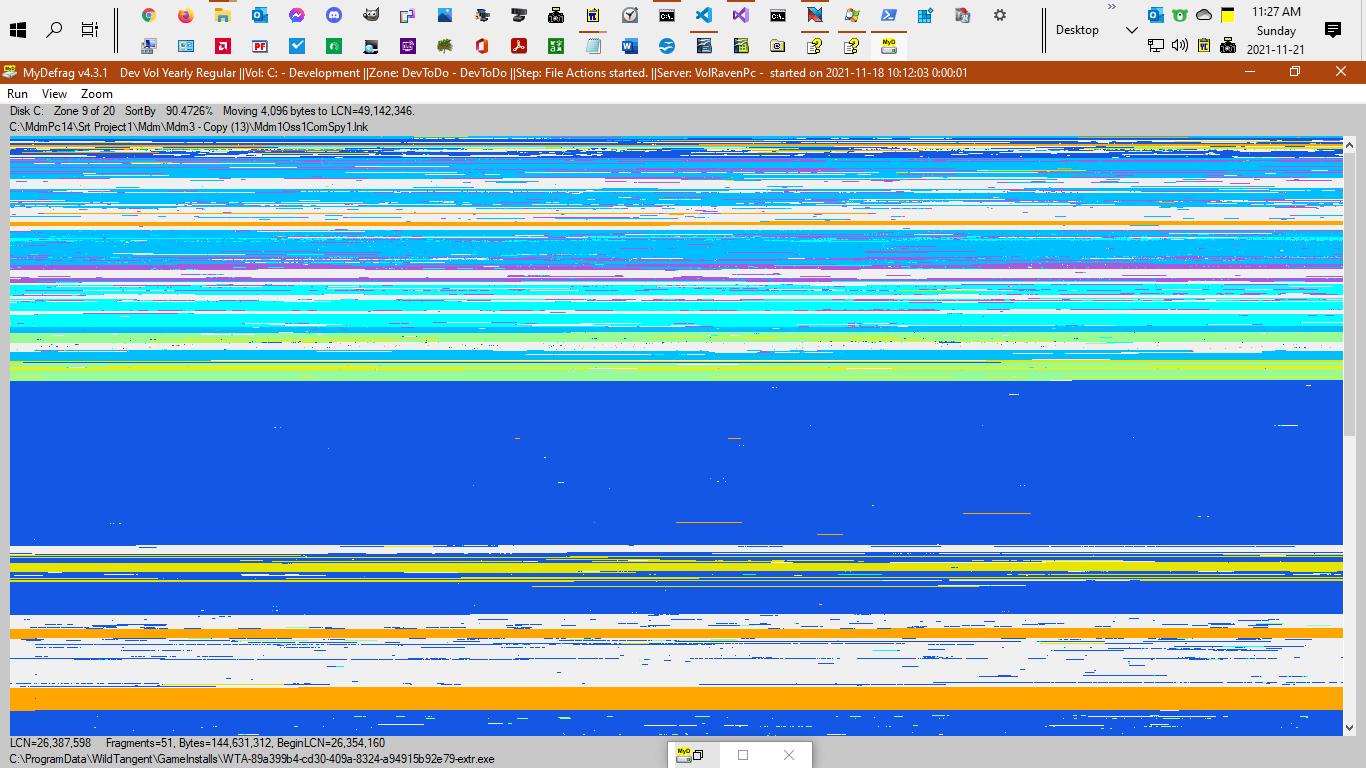 11:27 AM
Desktop
Sunday
2021-11-21
MyDefrag v4.3.1    Dev Vol Yearly Regular ||Vol: C: - Development ||Zone: DevToDo - DevToDo ||Step: File Actions started. ||Server: VolRavenPc -  started on 2021-11-18 10:12:03 0:00:01
Run View Zoom
Disk C:   Zone 9 of 20   SortBy   90.4726%   Moving 4,096 bytes to LCN=49,142,346.
C:\MdmPc14\Srt Project1\Mdm\Mdm3 - Copy (13)\Mdm1Oss1ComSpy1.lnk
LCN=26,387,598    Fragments=51, Bytes=144,631,312, BeginLCN=26,354,160
C:\ProgramData\WildTangent\GameInstalls\WTA-89a399b4-cd30-409a-8324-a94915b92e79-extr.exe